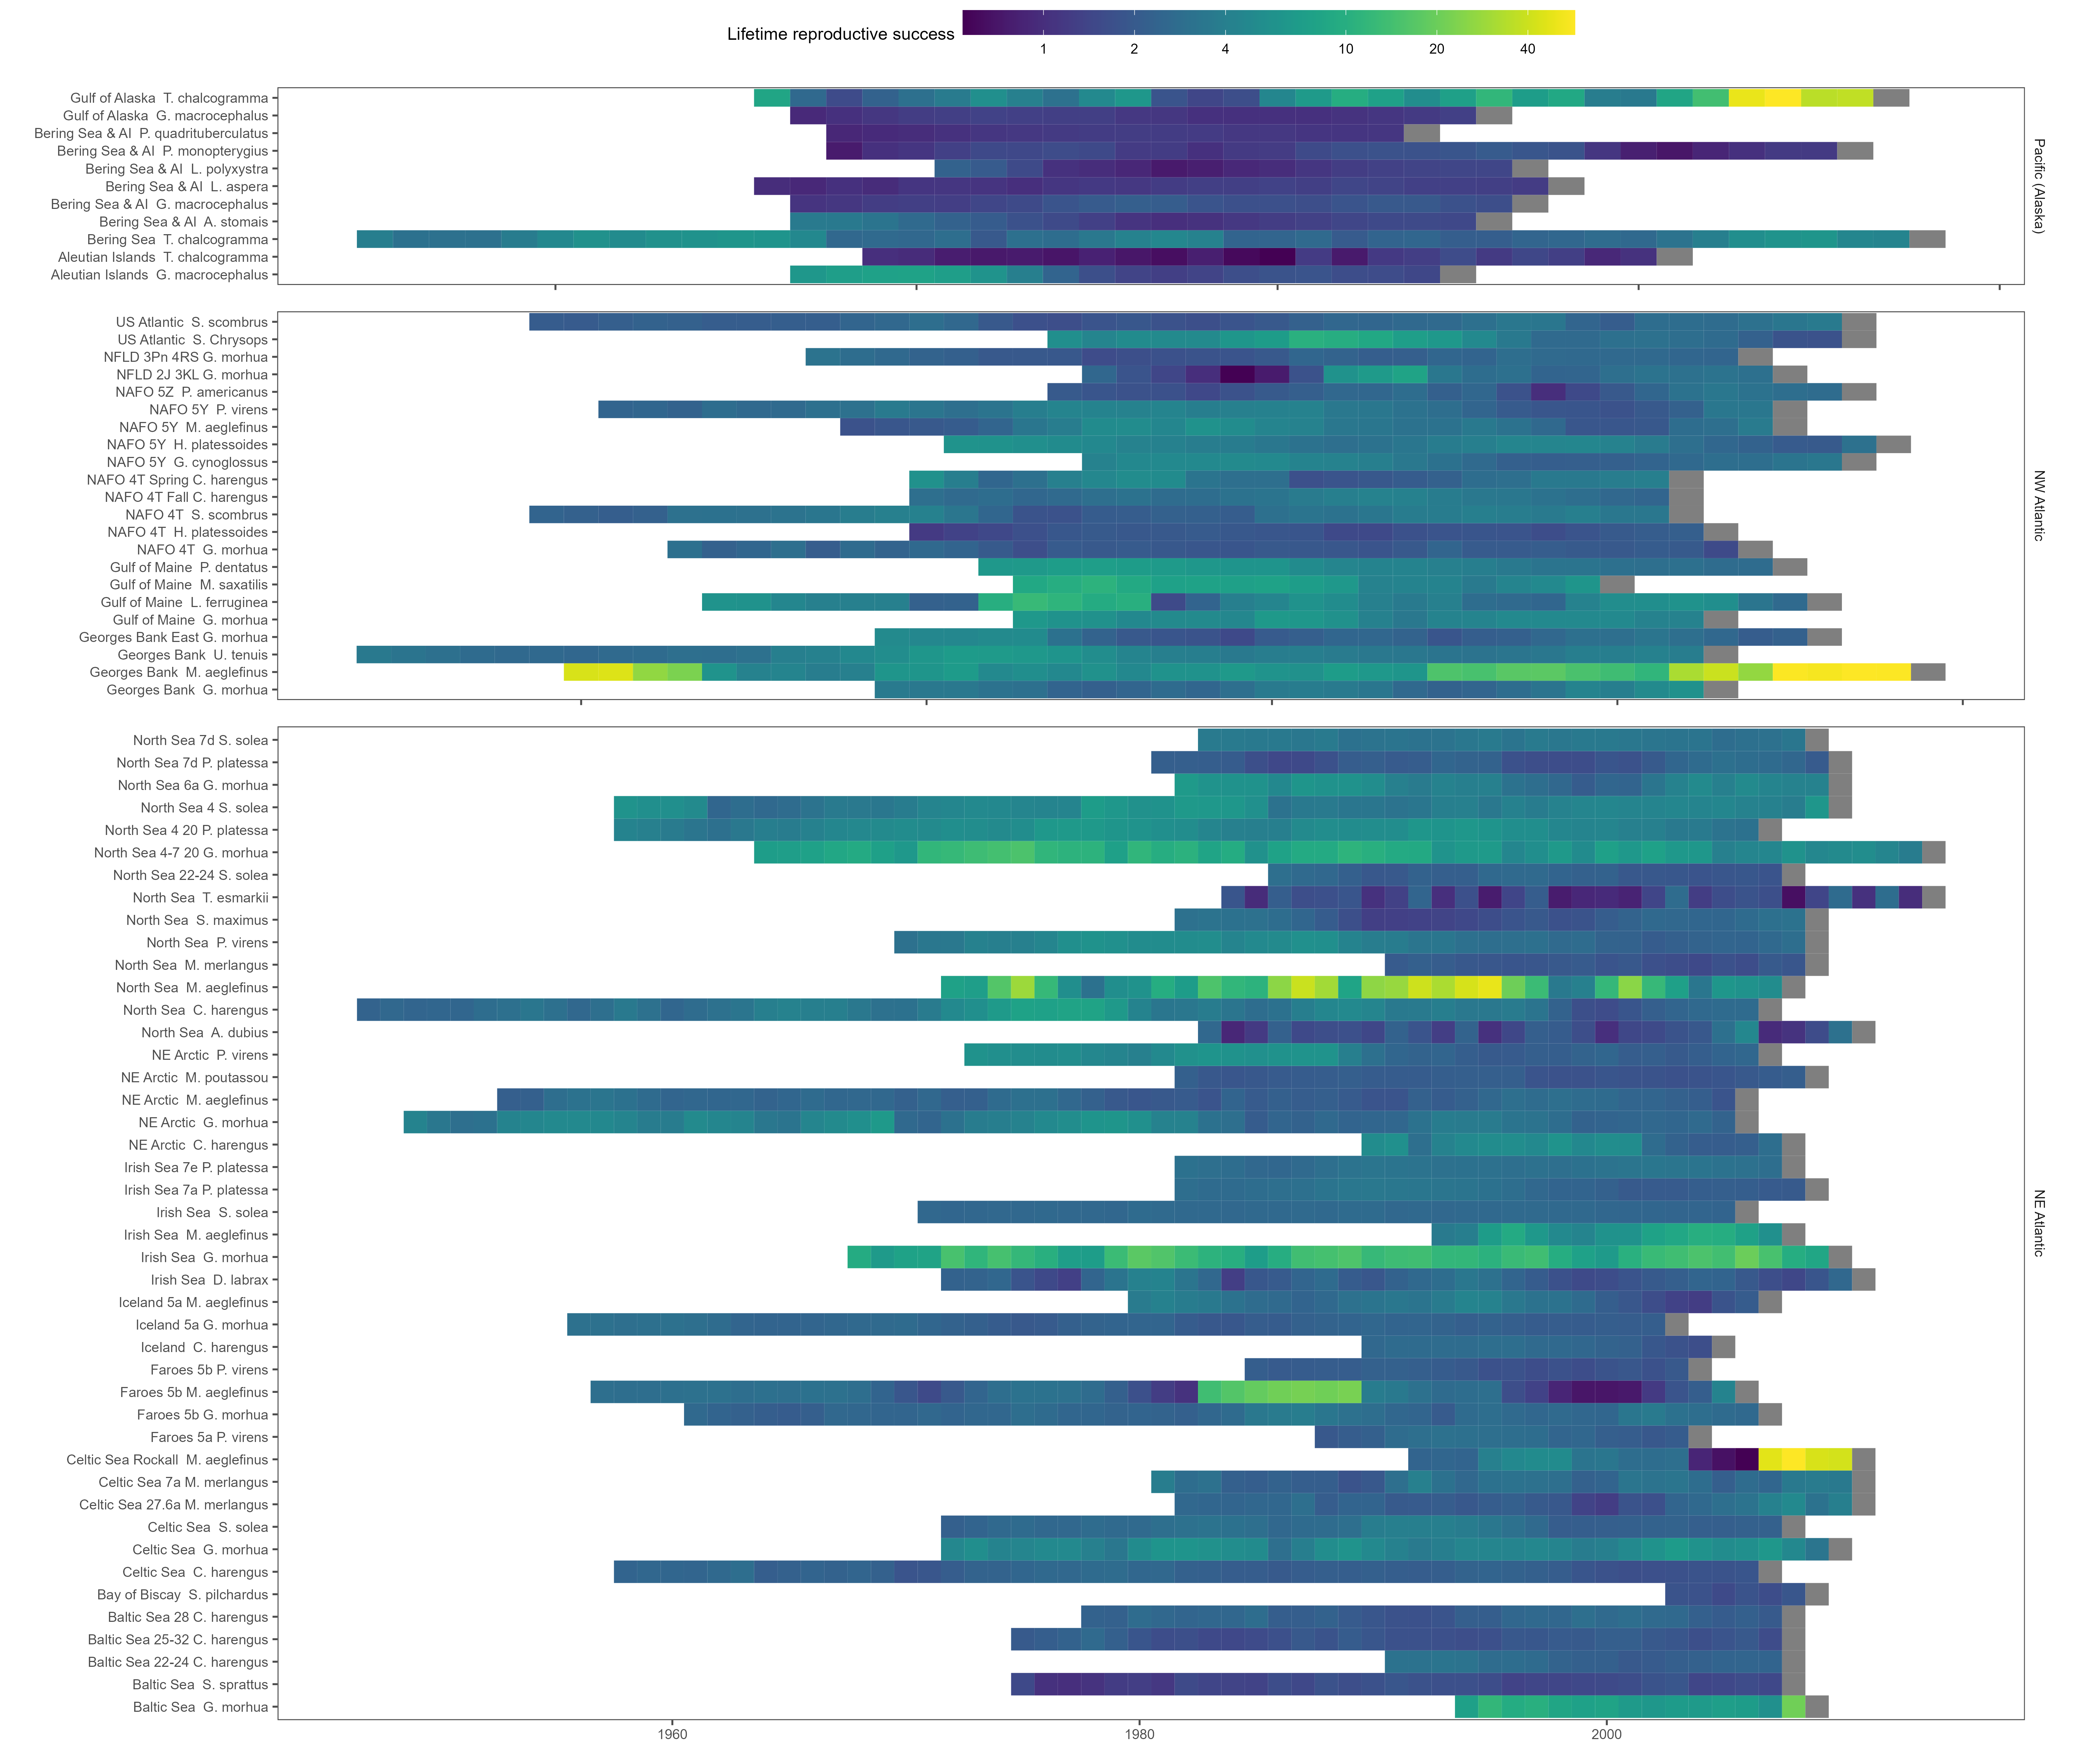 Lifetime reproductive success
1 2 4 10 20 40
Gulf of Alaska T. chalcogramma
Gulf of Alaska G. macrocephalus
Bering Sea & AI P. quadrituberculatus
Bering Sea & AI P. monopterygius
Bering Sea & AI L. polyxystra
Bering Sea & AI L. aspera
Bering Sea & AI G. macrocephalus
Bering Sea & AI A. stomais
Bering Sea T. chalcogramma
Aleutian Islands T. chalcogramma
Aleutian Islands G. macrocephalus
Pacific (Alaska)
US Atlantic S. scombrus
US Atlantic S. Chrysops
NFLD 3Pn 4RS G. morhua
NFLD 2J 3KL G. morhua
NAFO 5Z P. americanus
NAFO 5Y P. virens
NAFO 5Y M. aeglefinus
NAFO 5Y H. platessoides
NAFO 5Y G. cynoglossus
NAFO 4T Spring C. harengus
NAFO 4T Fall C. harengus
NAFO 4T S. scombrus
NAFO 4T H. platessoides
NAFO 4T G. morhua
Gulf of Maine P. dentatus
Gulf of Maine M. saxatilis
Gulf of Maine L. ferruginea
Gulf of Maine G. morhua
Georges Bank East G. morhua
Georges Bank U. tenuis
Georges Bank M. aeglefinus
Georges Bank G. morhua
NW Atlantic
North Sea 7d S. solea
North Sea 7d P. platessa
North Sea 6a G. morhua
North Sea 4 S. solea
North Sea 4 20 P. platessa
North Sea 4-7 20 G. morhua
North Sea 22-24 S. solea
North Sea T. esmarkii
North Sea S. maximus
North Sea P. virens
North Sea M. merlangus
North Sea M. aeglefinus
North Sea C. harengus
North Sea A. dubius
NE Arctic P. virens
NE Arctic M. poutassou
NE Arctic M. aeglefinus
NE Arctic G. morhua
NE Arctic C. harengus
Irish Sea 7e P. platessa
Irish Sea 7a P. platessa
Irish Sea S. solea
Irish Sea M. aeglefinus
Irish Sea G. morhua
Irish Sea D. labrax
Iceland 5a M. aeglefinus
Iceland 5a G. morhua
Iceland C. harengus
Faroes 5b P. virens
Faroes 5b M. aeglefinus
Faroes 5b G. morhua
Faroes 5a P. virens
Celtic Sea Rockall M. aeglefinus
Celtic Sea 7a M. merlangus
Celtic Sea 27.6a M. merlangus
Celtic Sea S. solea
Celtic Sea G. morhua
Celtic Sea C. harengus
Bay of Biscay S. pilchardus
Baltic Sea 28 C. harengus
Baltic Sea 25-32 C. harengus
Baltic Sea 22-24 C. harengus
Baltic Sea S. sprattus
Baltic Sea G. morhua
NE Atlantic
1960 1980 2000